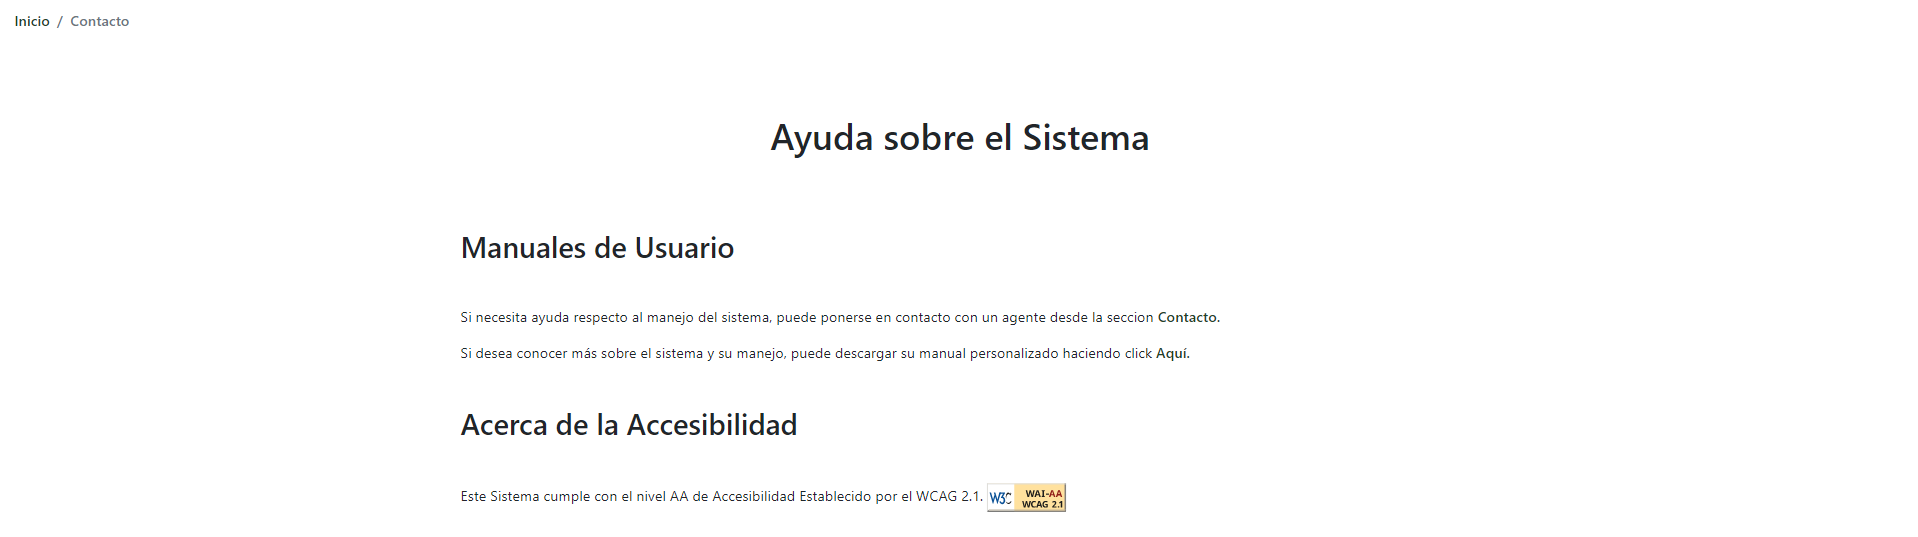 Inicio / Contacto
Ayuda sobre el Sistema
Manuales de Usuario
Si necesita ayuda respecto al manejo del sistema, puede ponerse en contacto con un agente desde la seccion Contacto.
Si desea conocer más sobre el sistema y su manejo, puede descargar su manual personalizado haciendo click Aquí.
Acerca de la Accesibilidad
Este Sistema cumple con el nivel AA de Accesibilidad Establecido por el WCAG 2.1. W3C WAI-AA
WCAG 2.1